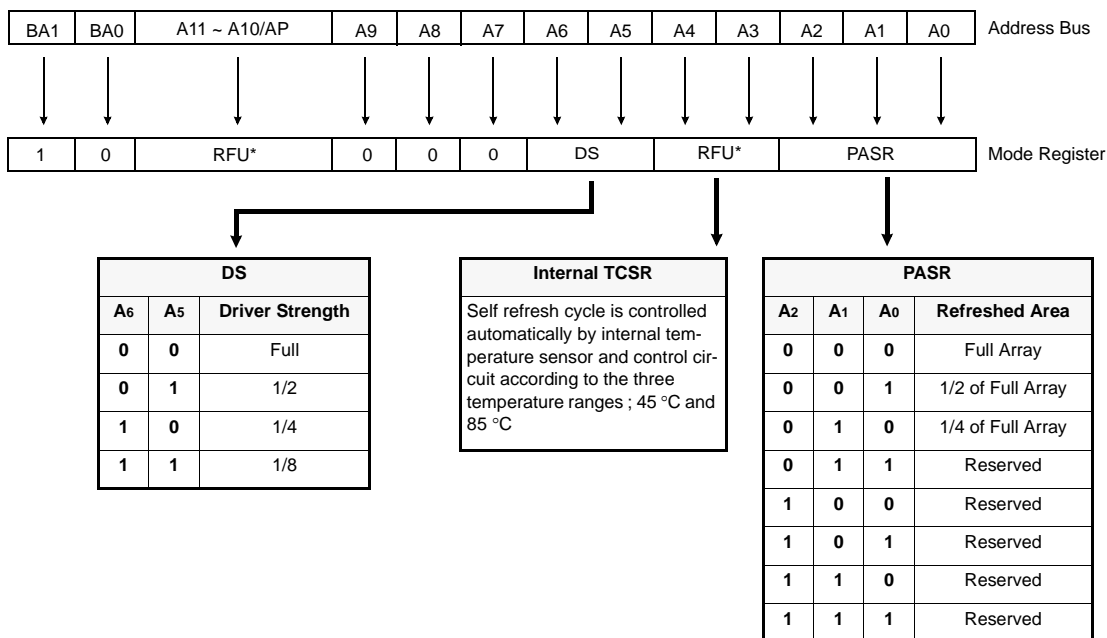 BA1 BA0 A11 ~ A10/AP A9 A8 A7 A6 A5 A4 A3 A2 A1 A0 Address Bus
1 0 RFU* 0 0 0 DS RFU* PASR Mode Register
DS
A6 A5 Driver Strength
0 0 Full
0 1 1/2
1 0 1/4
1 1 1/8
Internal TCSR
Self refresh cycle is controlled
automatically by internal tem-
perature sensor and control cir-
cuit according to the three
temperature ranges ; 45 °C and
85 °C
PASR
A2 A1 A0 Refreshed Area
0 0 0 Full Array
0 0 1 1/2 of Full Array
0 1 0 1/4 of Full Array
0 1 1 Reserved
1 0 0 Reserved
1 0 1 Reserved
1 1 0 Reserved
1 1 1 Reserved